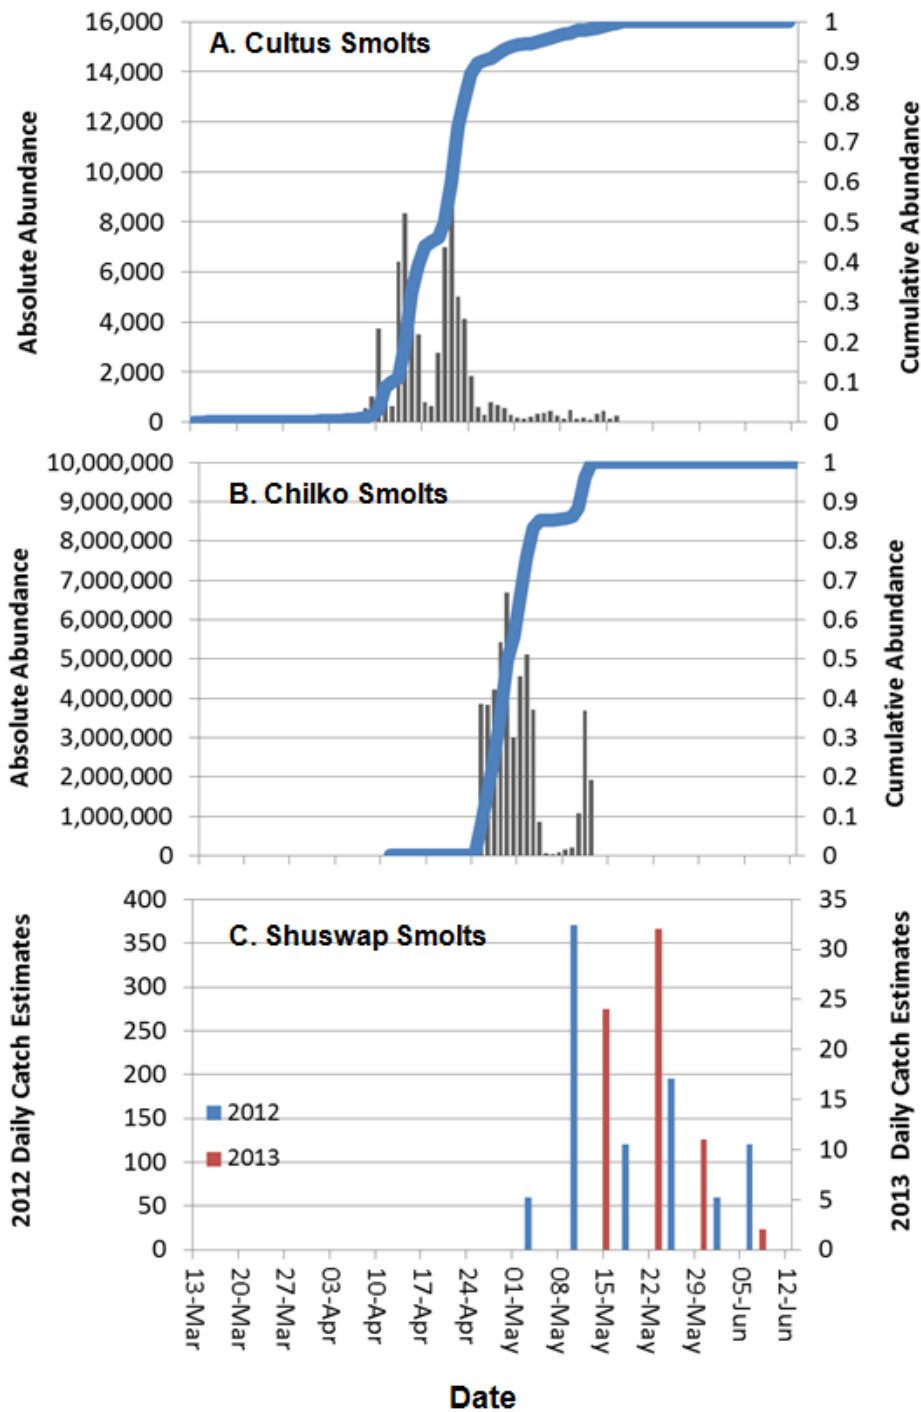 A. Cultus Smolts
Absolute Abundance
16,000
14,000
12,000
10,000
8,000
6,000
4,000
2,000
0
1
0.9
0.8
0.7
0.6
0.5
0.4
0.3
0.2
0.1
0
Cumulative Abundance
B. Chilko Smolts
Absolute Abundance
10,000,000
9,000,000
8,000,000
7,000,000
6,000,000
5,000,000
4,000,000
3,000,000
2,000,000
1,000,000
0
1
0.9
0.8
0.7
0.6
0.5
0.4
0.3
0.2
0.1
0
Cumulative Abundance
C. Shuswap Smolts
2012 Daily Catch Estimates
400
350
300
250
200
150
100
50
0
2012
2013
35
30
25
20
15
10
5
0
2013 Daily Catch Estimates
13-Mar
20-Mar
27-Mar
03-Apr
10-Apr
17-Apr
24-Apr
01-May
08-May
15-May
22-May
29-May
05-Jun
12-Jun
Date